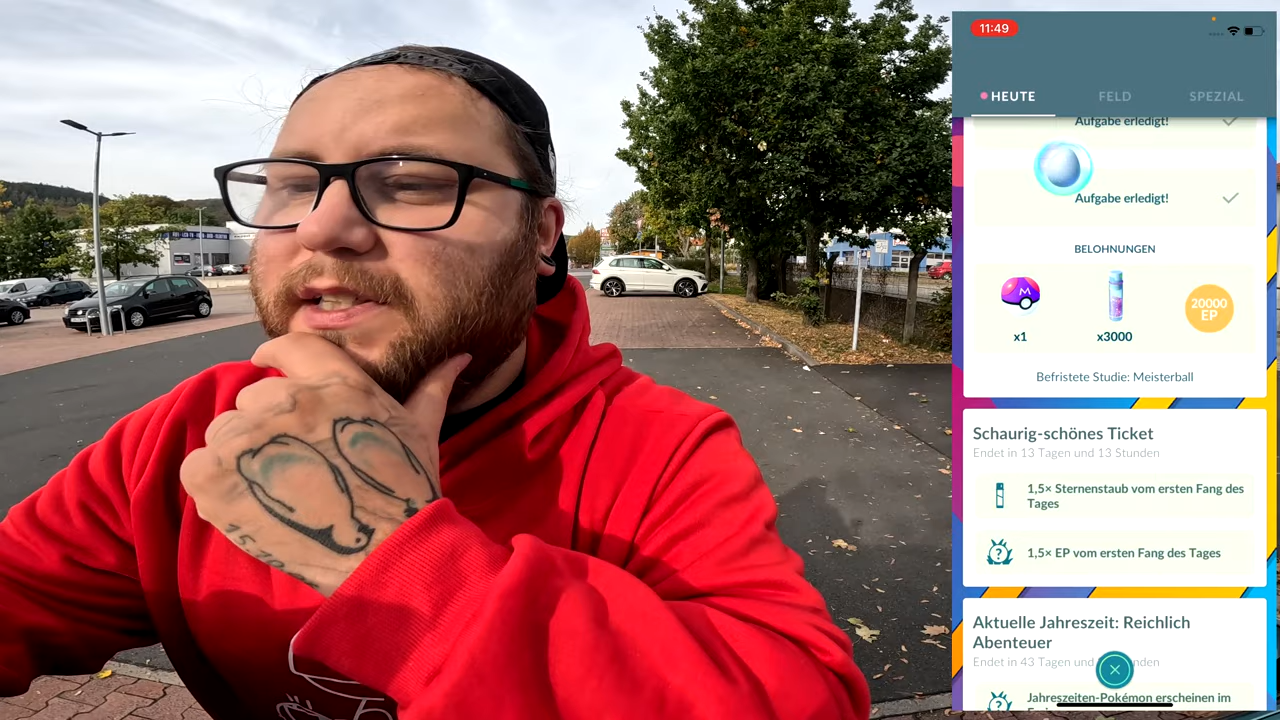 11:49
HEUTE
FELD
SPEZIAL
Aufgabe erledigt!
Aufgabe erledigt!
BELOHNUNGEN
20000
EP
x1
x3000
Befristete Studie: Meisterball
Schaurig-schönes Ticket
Endet in 13 Tagen und 13 Stunden
1,5× Sternenstaub vom ersten Fang des
Tages
1,5× EP vom ersten Fang des Tages
Aktuelle Jahreszeit: Reichlich
Abenteuer
Endet in 43 Tagen und
Jahreszeiten-Pokémon erscheinen im